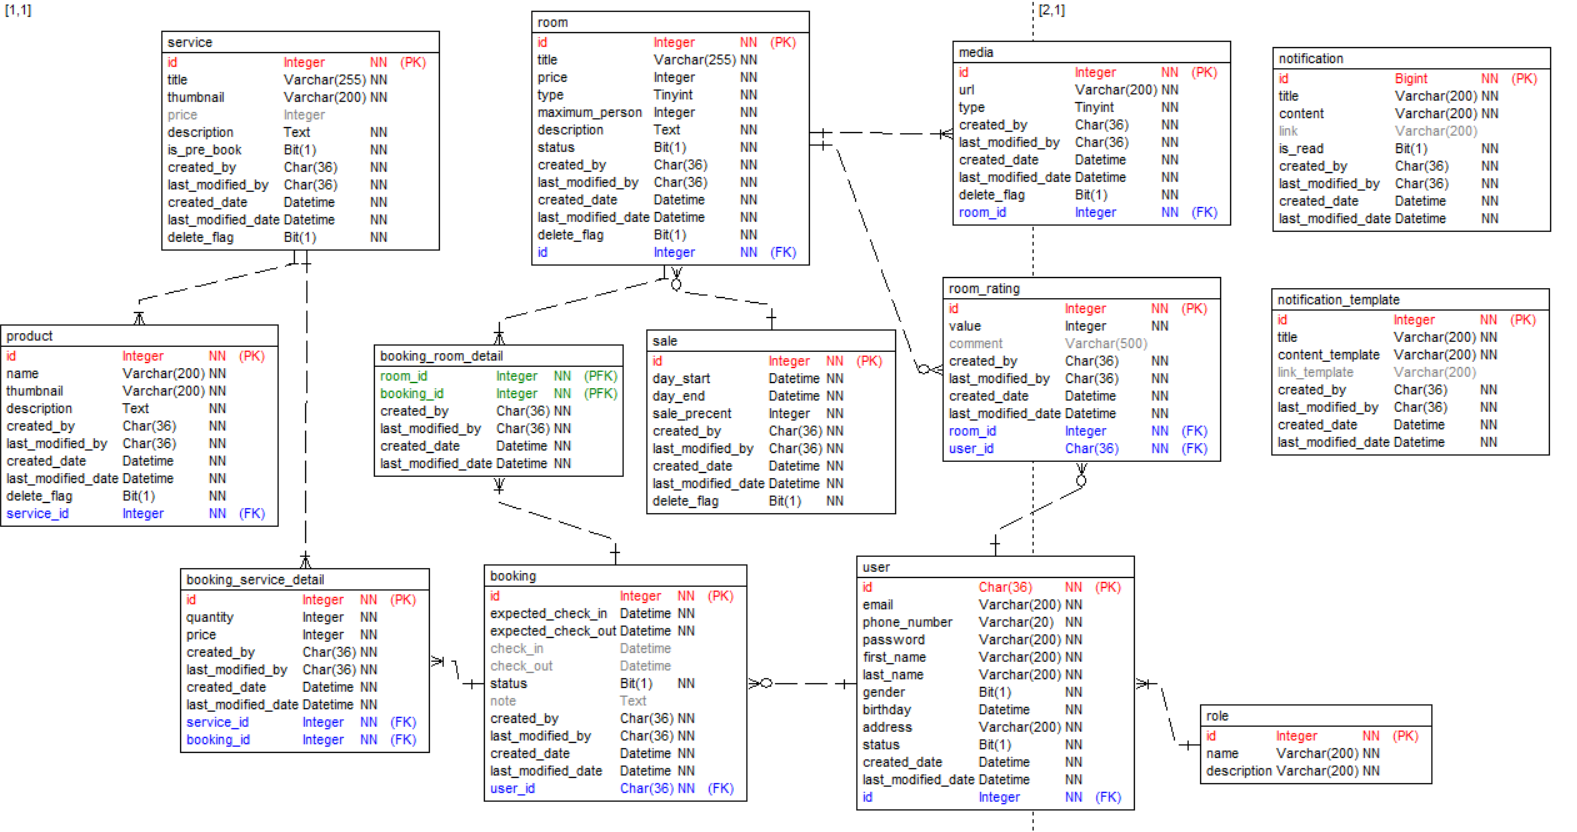 [1,1]
[2,1]
service
id Integer NN (PK)
title Varchar(255) NN
thumbnail Varchar(200) NN
price Integer
description Text NN
is_pre_book Bit(1) NN
created_by Char(36) NN
last_modified_by Char(36) NN
created_date Datetime NN
last_modified_date Datetime NN
delete_flag Bit(1) NN
room
id Integer NN (PK)
title Varchar(255) NN
price Integer NN
type Tinyint NN
maximum_person Integer NN
description Text NN
status Bit(1) NN
created_by Char(36) NN
last_modified_by Char(36) NN
created_date Datetime NN
last_modified_date Datetime NN
delete_flag Bit(1) NN
id Integer NN (FK)
media
id Integer NN (PK)
url Varchar(200) NN
type Tinyint NN
created_by Char(36) NN
last_modified_by Char(36) NN
created_date Datetime NN
last_modified_date Datetime NN
delete_flag Bit(1) NN
room_id Integer NN (FK)
notification
id Bigint NN (PK)
title Varchar(200) NN
content Varchar(200) NN
link Varchar(200)
is_read Bit(1) NN
created_by Char(36) NN
last_modified_by Char(36) NN
created_date Datetime NN
last_modified_date Datetime NN
product
id Integer NN (PK)
name Varchar(200) NN
thumbnail Varchar(200) NN
description Text NN
created_by Char(36) NN
last_modified_by Char(36) NN
created_date Datetime NN
last_modified_date Datetime NN
delete_flag Bit(1) NN
service_id Integer NN (FK)
booking_room_detail
room_id Integer NN (PFK)
booking_id Integer NN (PFK)
created_by Char(36) NN
last_modified_by Char(36) NN
created_date Datetime NN
last_modified_date Datetime NN
sale
id Integer NN (PK)
day_start Datetime NN
day_end Datetime NN
sale_precent Integer NN
created_by Char(36) NN
last_modified_by Char(36) NN
created_date Datetime NN
last_modified_date Datetime NN
delete_flag Bit(1) NN
room_rating
id Integer NN (PK)
value Integer NN
comment Varchar(500)
created_by Char(36) NN
last_modified_by Char(36) NN
created_date Datetime NN
last_modified_date Datetime NN
room_id Integer NN (FK)
user_id Char(36) NN (FK)
notification_template
id Integer NN (PK)
title Varchar(200) NN
content_template Varchar(200) NN
link_template Varchar(200)
created_by Char(36) NN
last_modified_by Char(36) NN
created_date Datetime NN
last_modified_date Datetime NN
booking_service_detail
id Integer NN (PK)
quantity Integer NN
price Integer NN
created_by Char(36) NN
last_modified_by Char(36) NN
created_date Datetime NN
last_modified_date Datetime NN
service_id Integer NN (FK)
booking_id Integer NN (FK)
booking
id Integer NN (PK)
expected_check_in Datetime NN
expected_check_out Datetime NN
check_in Datetime
check_out Datetime
status Bit(1) NN
note Text
created_by Char(36) NN
last_modified_by Char(36) NN
created_date Datetime NN
last_modified_date Datetime NN
user_id Char(36) NN (FK)
user
id Char(36) NN (PK)
email Varchar(200) NN
phone_number Varchar(20) NN
password Varchar(200) NN
first_name Varchar(200) NN
last_name Varchar(200) NN
gender Bit(1) NN
birthday Datetime NN
address Varchar(200) NN
status Bit(1) NN
created_date Datetime NN
last_modified_date Datetime NN
id Integer NN (FK)
role
id Integer NN (PK)
name Varchar(200) NN
description Varchar(200) NN